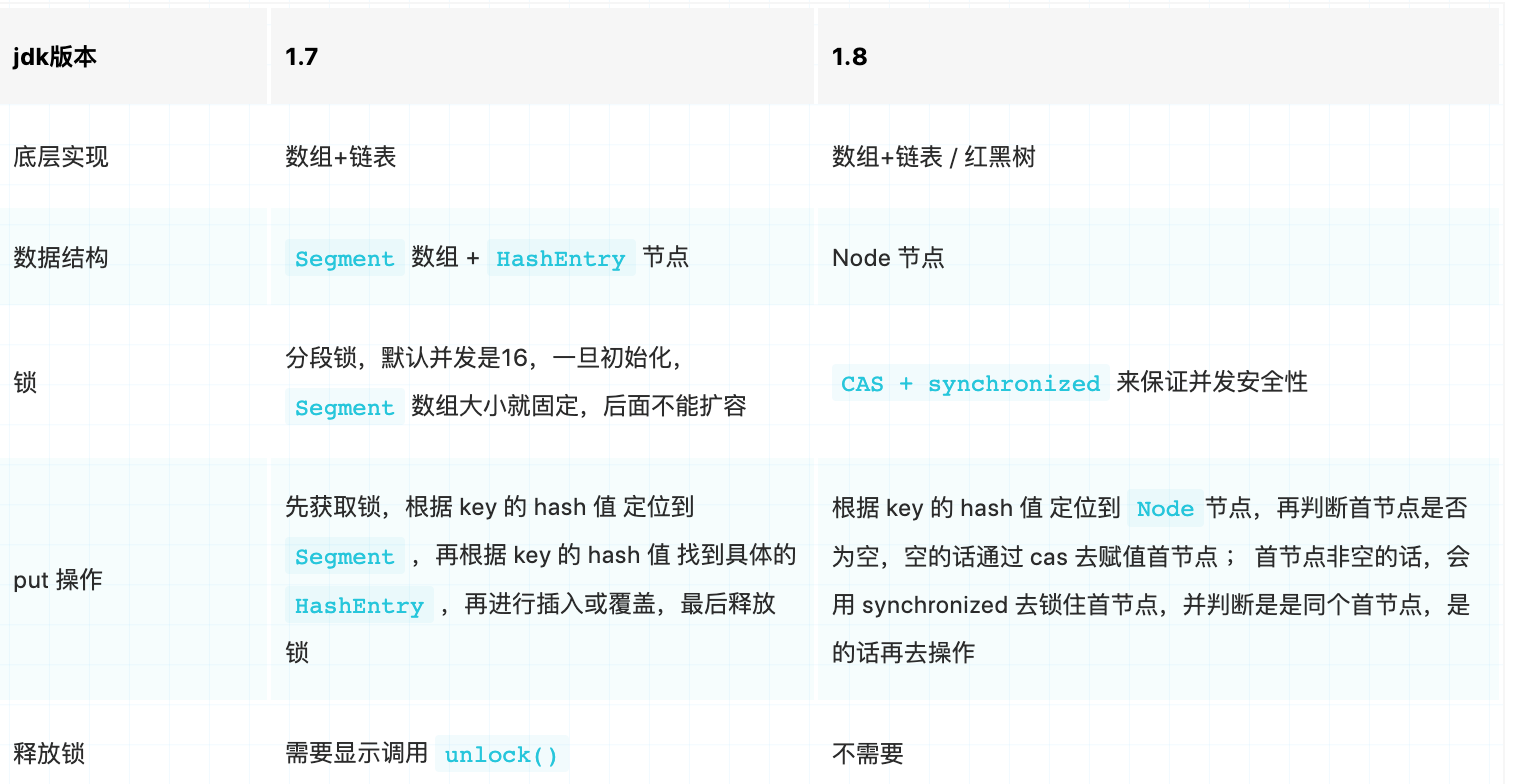 jdk版本 1.7 1.8
底层实现 数组+链表 数组+链表 / 红黑树
数据结构 Segment 数组 + HashEntry 节点 Node 节点
锁
分段锁，默认并发是16，一旦初始化，
Segment 数组大小就固定，后面不能扩容
CAS + synchronized 来保证并发安全性
put 操作
先获取锁，根据 key 的 hash 值 定位到
Segment ，再根据 key 的 hash 值 找到具体的
HashEntry ，再进行插入或覆盖，最后释放
锁
根据 key 的 hash 值 定位到 Node 节点，再判断首节点是否
为空，空的话通过 cas 去赋值首节点； 首节点非空的话，会
用 synchronized 去锁住首节点，并判断是是同个首节点，是
的话再去操作
释放锁 需要显示调用 unlock() 不需要